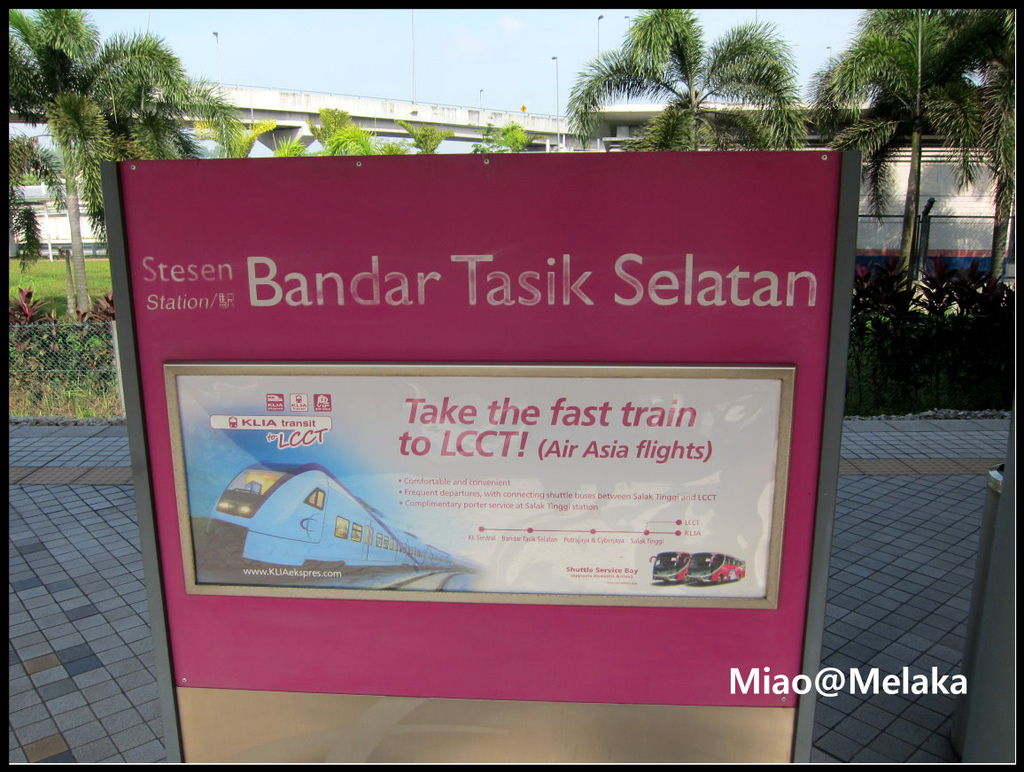 Stesen
Station/駅
Bandar Tasik Selatan
KLIA transit
to LCCT
Take the fast train
to LCCT! (Air Asia flights)
• Comfortable and convenient
• Frequent departures, with connecting shuttle buses between Salak Tinggi and LCCT
• Complimentary porter service at Salak Tinggi station
LCCT
KLIA
KL Sentral Bandar Tasik Selatan Putrajaya & Cyberjaya Salak Tinggi
Shuttle Service Bay
www.KLIAekspres.com
Miao@Melaka